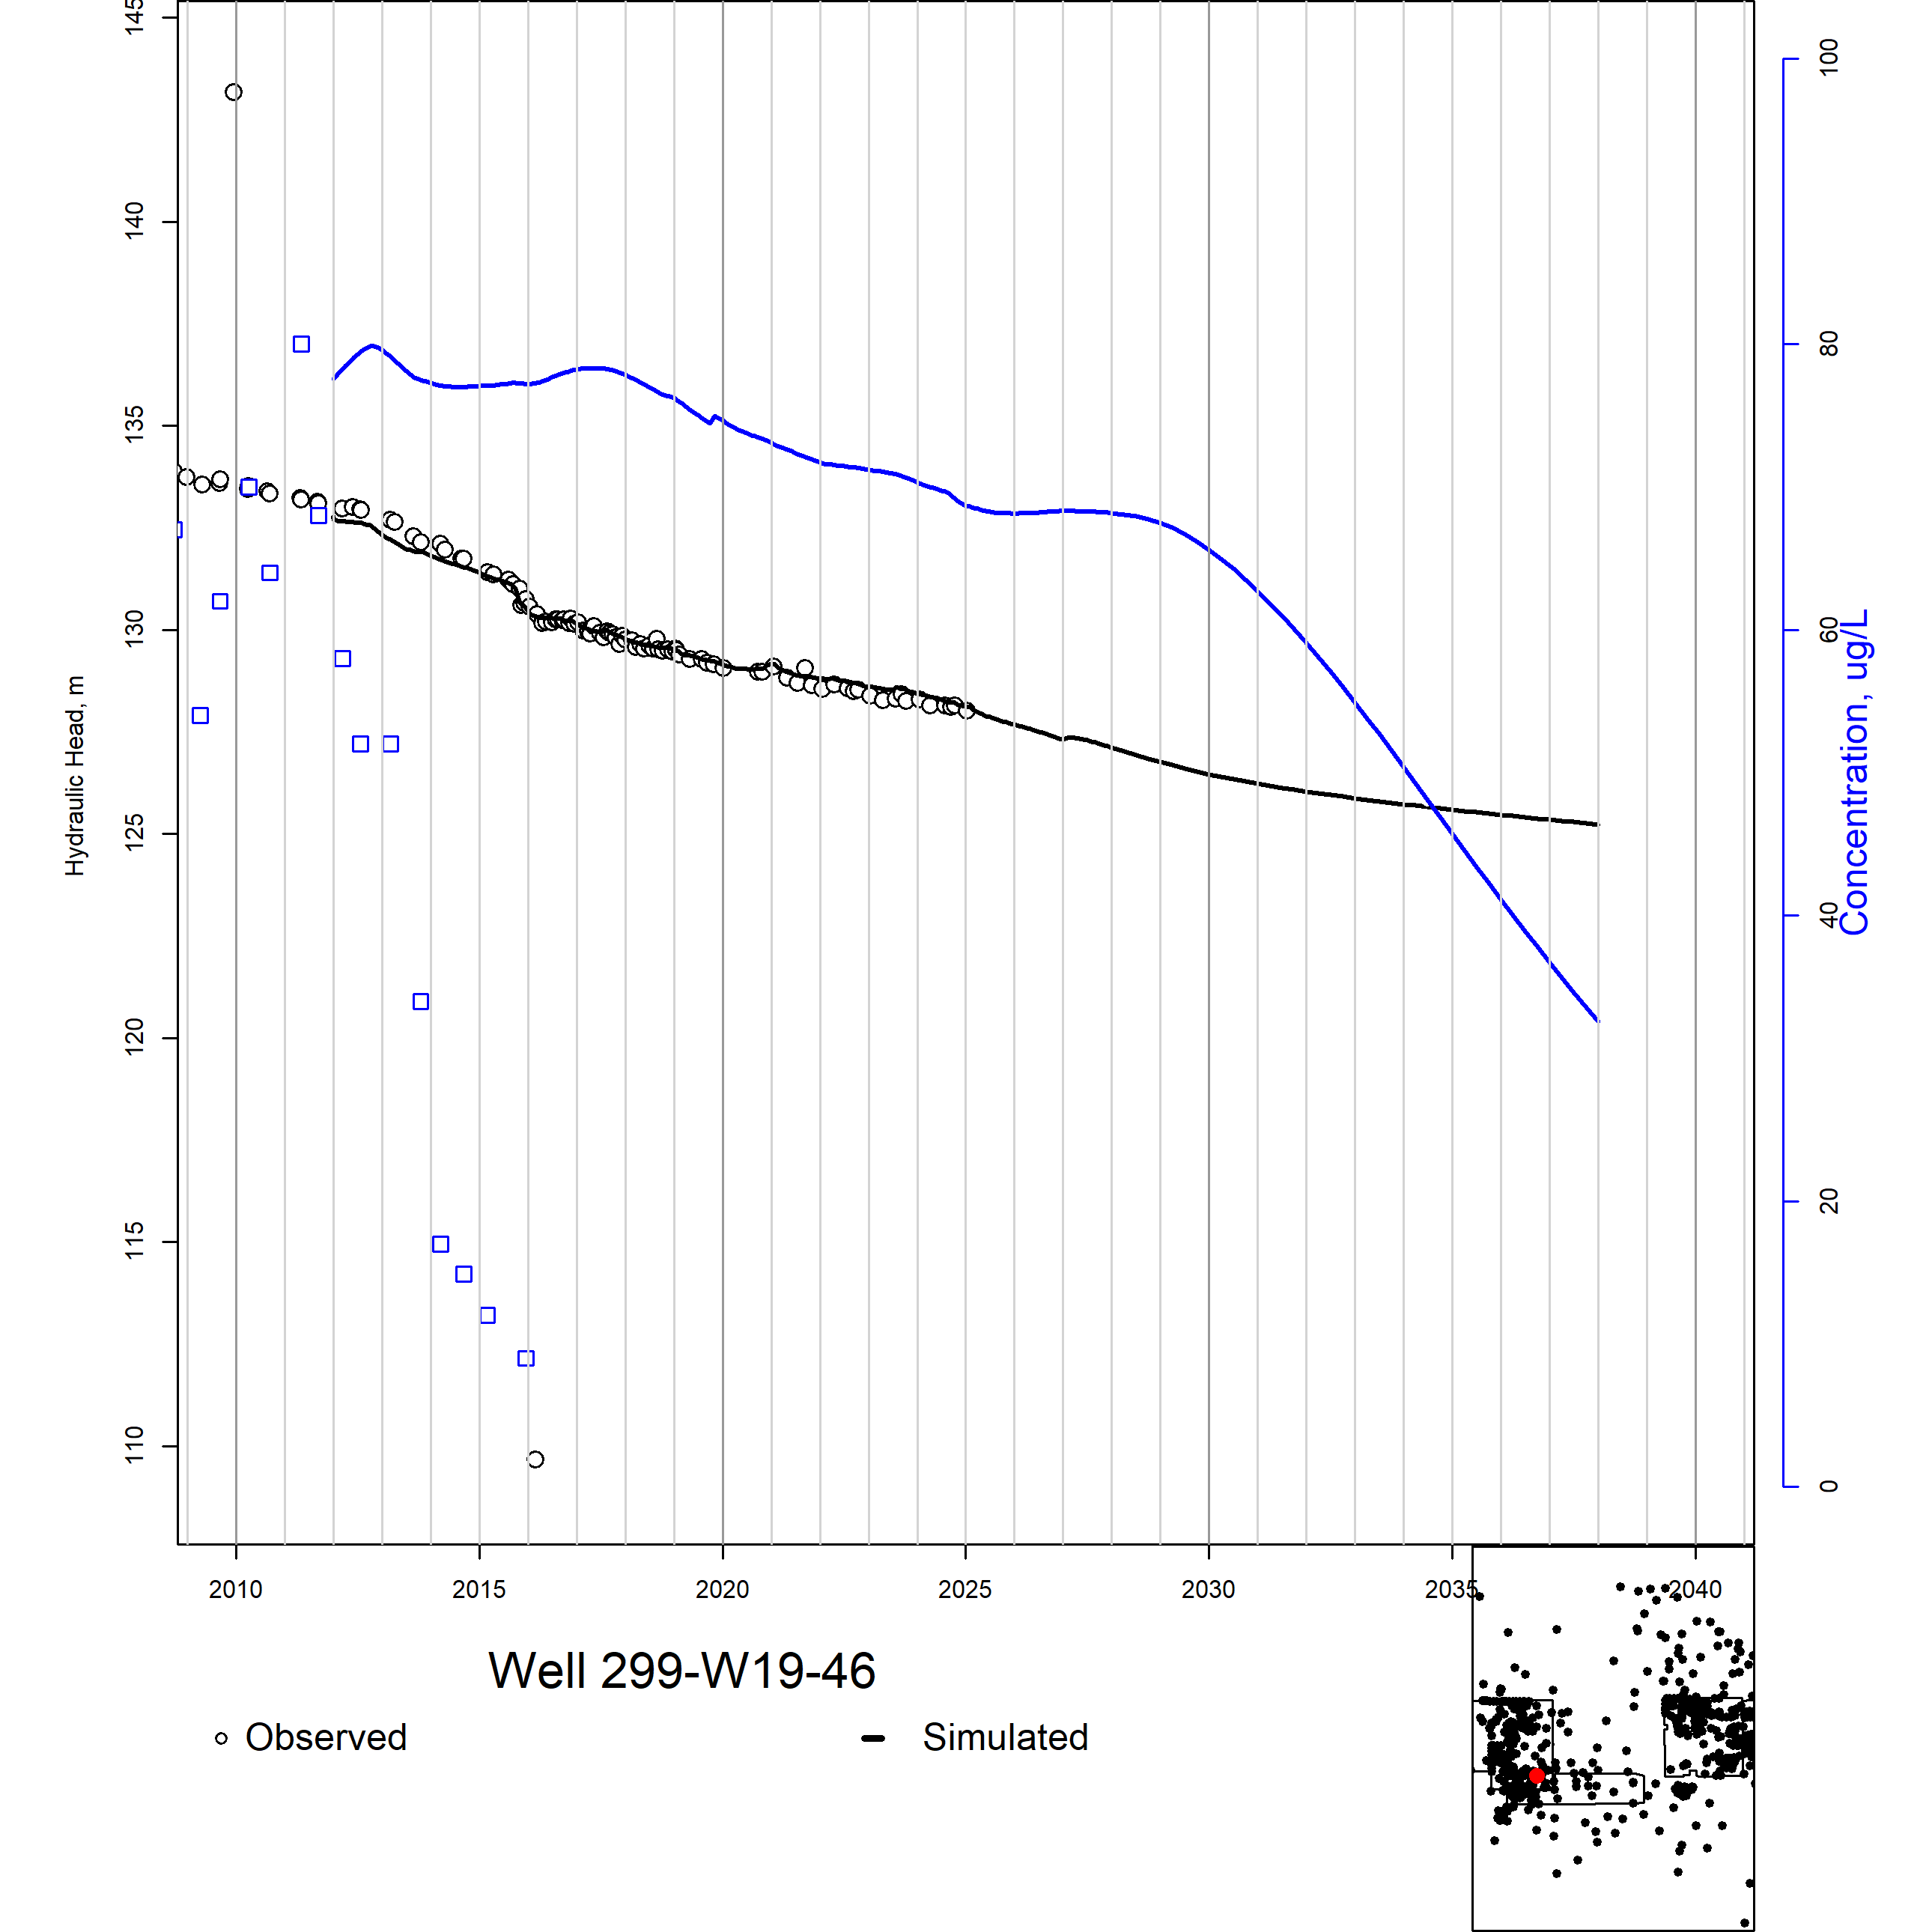 145
140
135
130
125
120
115
110
Hydraulic Head, m
100
80
60
40
20
0
Concentration, ug/L
2010 2015 2020 2025 2030 2035 2040
Well 299-W19-46
Observed Simulated